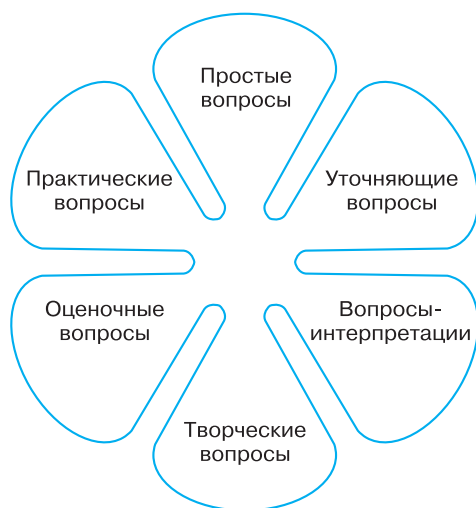 Простые
вопросы
Уточняющие
вопросы
Вопросы-
интерпретации
Творческие
вопросы
Оценочные
вопросы
Практические
вопросы